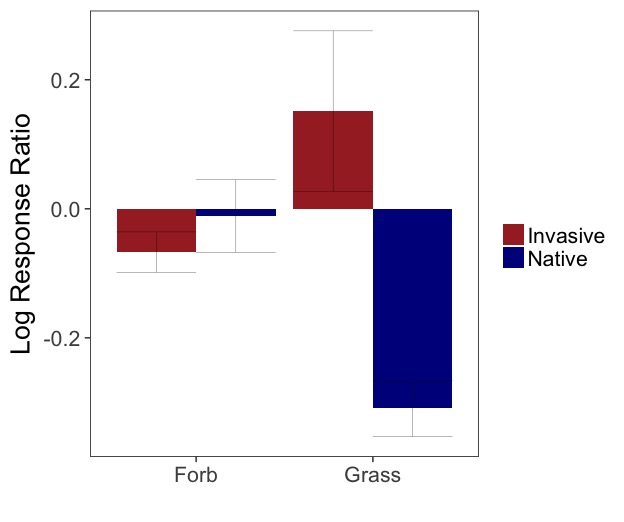 Log Response Ratio
0.2
0.0
-0.2
Forb Grass
Invasive
Native